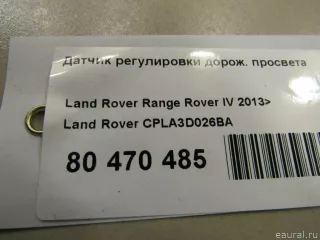 Датчик регулировки дорож. просвета
Land Rover Range Rover IV 2013>
Land Rover CPLA3D026BA
80 470 485
© eaural.ru